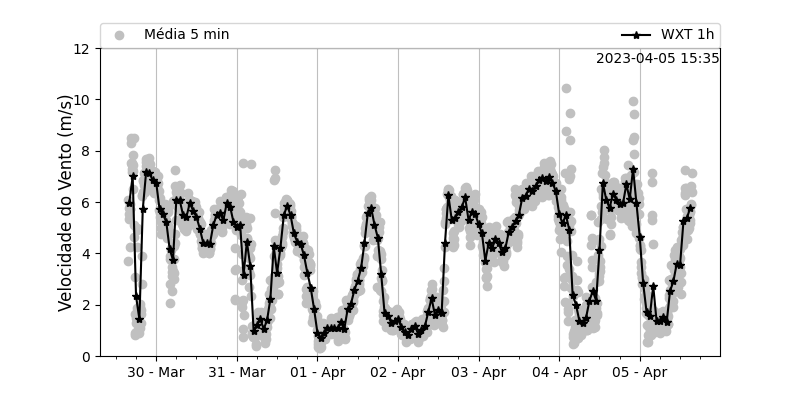 Média 5 min
WXT 1h
2023-04-05 15:35
Velocidade do Vento (m/s)
12
10
8
6
4
2
0
30 - Mar
31 - Mar
01 - Apr
02 - Apr
03 - Apr
04 - Apr
05 - Apr